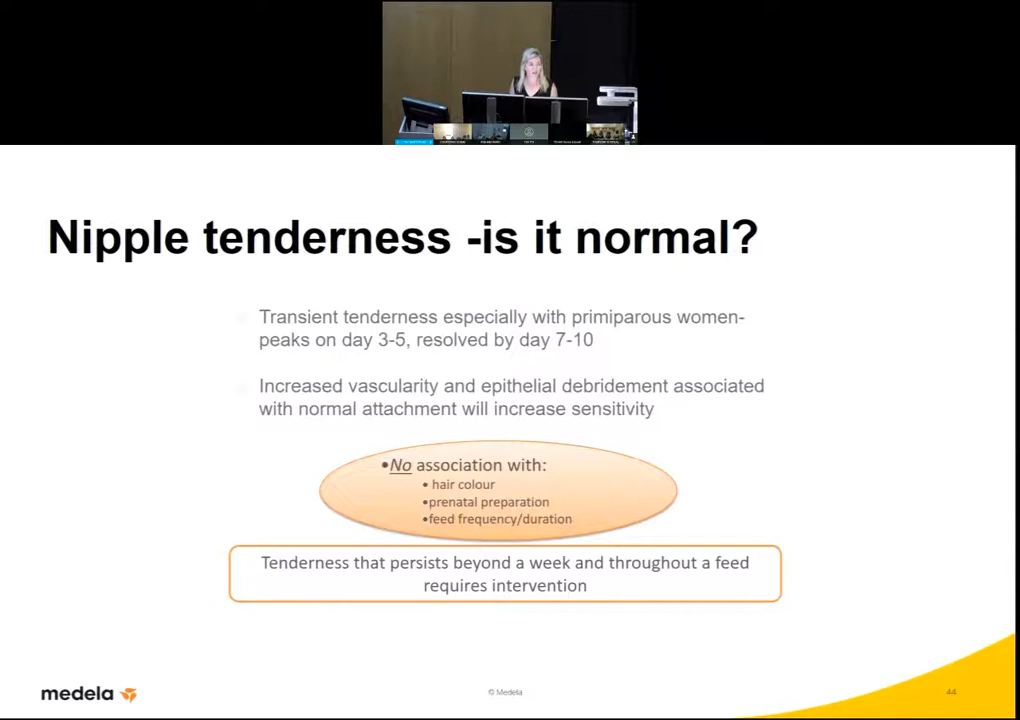 Nipple tenderness -is it normal?
Transient tenderness especially with primiparous women-
peaks on day 3-5, resolved by day 7-10
Increased vascularity and epithelial debridement associated
with normal attachment will increase sensitivity
•No association with:
• hair colour
•prenatal preparation
•feed frequency/duration
Tenderness that persists beyond a week and throughout a feed
requires intervention
medela
© Medela
44